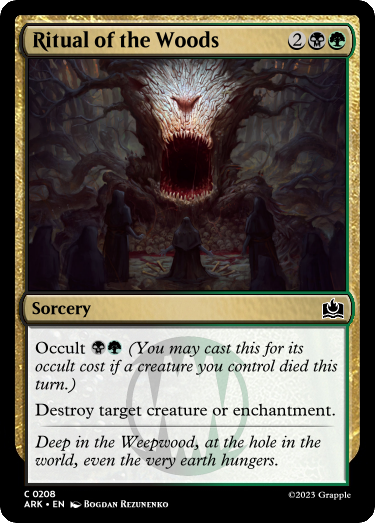 Ritual of the Woods 2
Sorcery
Occult (You may cast this for its
occult cost if a creature you control died this
turn.)
Destroy target creature or enchantment.
Deep in the Weepwood, at the hole in the
world, even the very earth hungers.
C 0208
ARK • EN Bogdan Rezunenko
©2023 Grapple